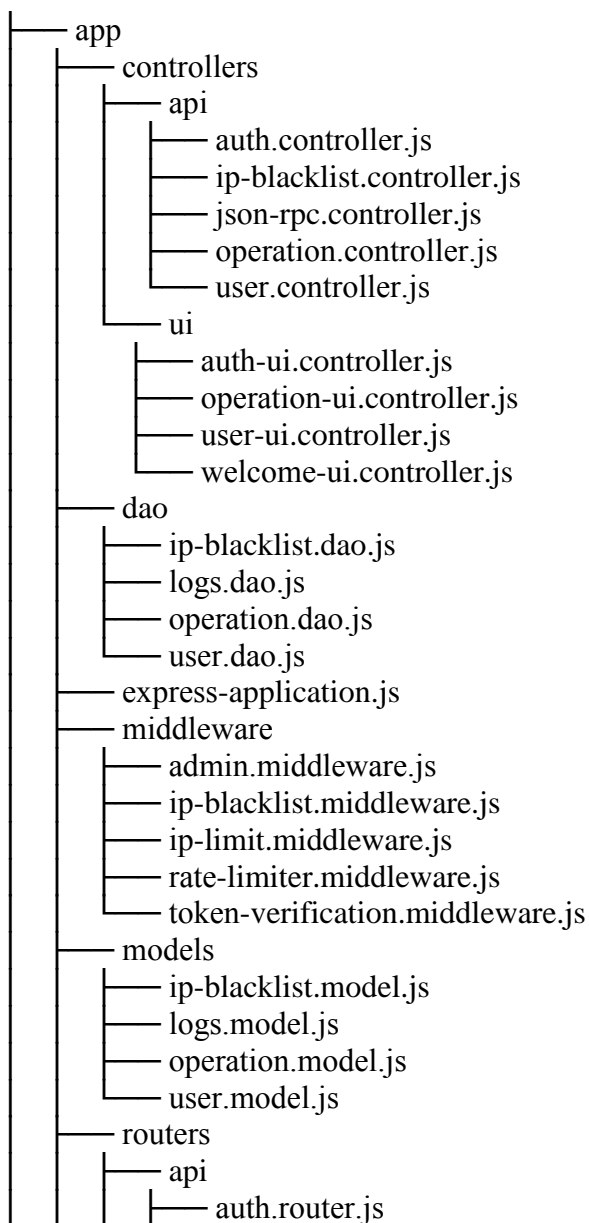 app
controllers
api
auth.controller.js
ip-blacklist.controller.js
json-rpc.controller.js
operation.controller.js
user.controller.js
ui
auth-ui.controller.js
operation-ui.controller.js
user-ui.controller.js
welcome-ui.controller.js
dao
ip-blacklist.dao.js
logs.dao.js
operation.dao.js
user.dao.js
express-application.js
middleware
admin.middleware.js
ip-blacklist.middleware.js
ip-limit.middleware.js
rate-limiter.middleware.js
token-verification.middleware.js
models
ip-blacklist.model.js
logs.model.js
operation.model.js
user.model.js
routers
api
auth.router.js